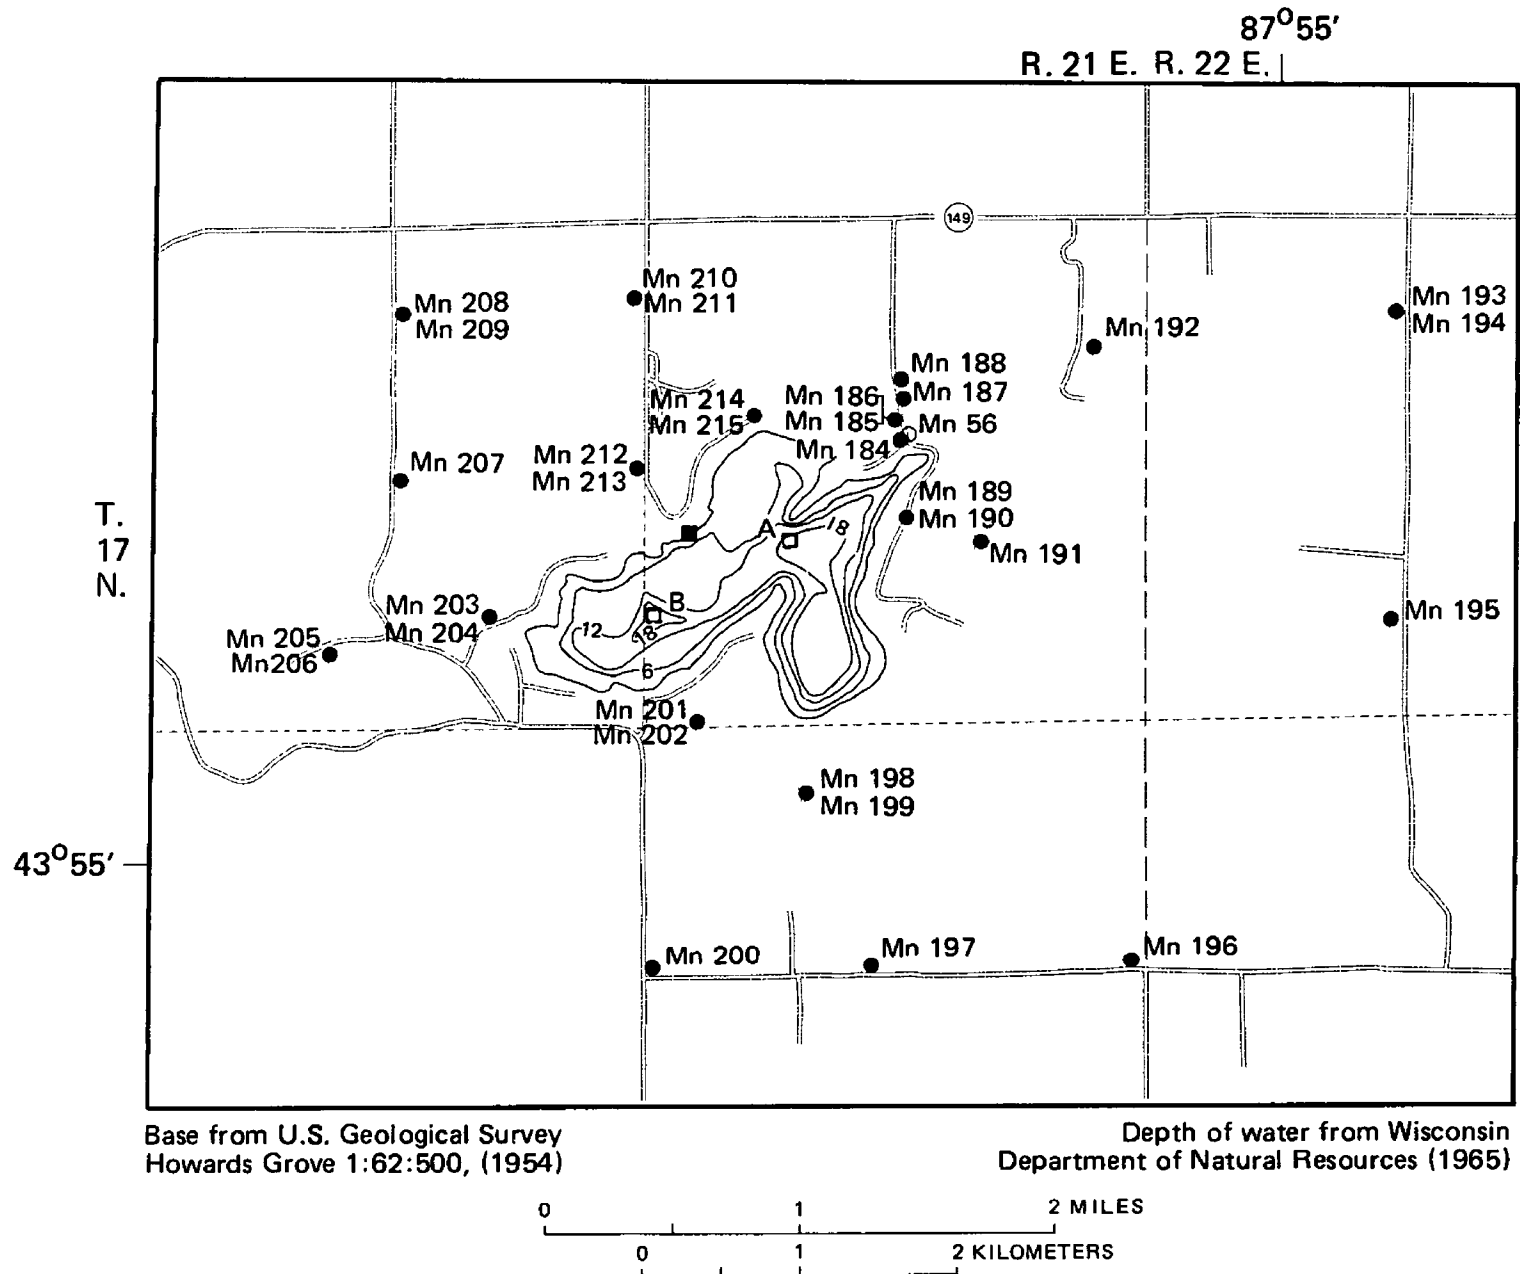 87°55′
R. 21 E. R. 22 E.
149
Mn 210
Mn 211
Mn 208
Mn 209
Mn 193
Mn 194
Mn 192
Mn 188
Mn 187
Mn 186
Mn 185
Mn 56
Mn 184
Mn 214
Mn 215
Mn 212
Mn 213
Mn 207
Mn 189
Mn 190
Mn 191
T.
17
N.
A
18
B
12
18
6
Mn 203
Mn 204
Mn 205
Mn206
Mn 195
Mn 201
Mn 202
Mn 198
Mn 199
43°55′
Mn 200
Mn 197
Mn 196
Base from U.S. Geological Survey
Howards Grove 1:62:500, (1954)
Depth of water from Wisconsin
Department of Natural Resources (1965)
0 1 2 MILES
0 1 2 KILOMETERS